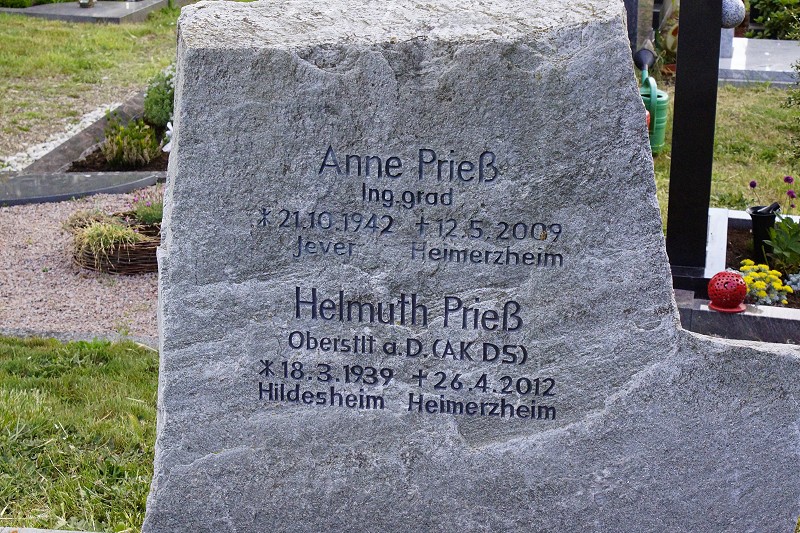 Anne Prieß
Ing.grad
* 21.10.1942 + 12.5.2009
Jever Heimerzheim
Helmuth Prieß
Oberstlt a.D. (AK DS)
* 18.3.1939 + 26.4.2012
Hildesheim Heimerzheim